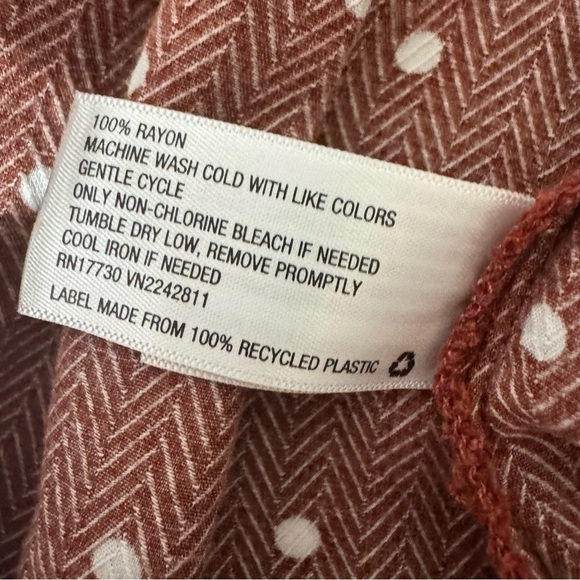 100% RAYON
MACHINE WASH COLD WITH LIKE COLORS
GENTLE CYCLE
ONLY NON-CHLORINE BLEACH IF NEEDED
TUMBLE DRY LOW, REMOVE PROMPTLY
COOL IRON IF NEEDED
RN17730 VN2242811
LABEL MADE FROM 100% RECYCLED PLASTIC